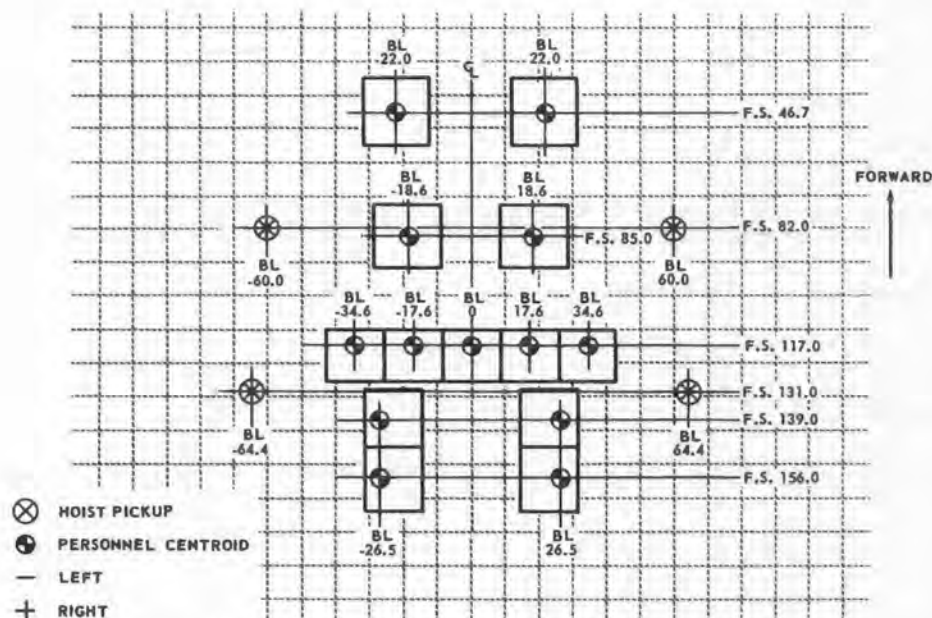 BL
22.0
BL
22.0
CL
F.S. 46.7
BL
-18.6
BL
18.6
FORWARD
F.S. 82.0
F.S. 85.0
BL
-60.0
BL
60.0
BL
-34.6
BL
-17.6
BL
0
BL
17.6
BL
34.6
F.S. 117.0
F.S. 131.0
F.S. 139.0
BL
-64.4
BL
64.4
F.S. 156.0
BL
-26.5
BL
26.5
HOIST PICKUP
PERSONNEL CENTROID
— LEFT
+ RIGHT